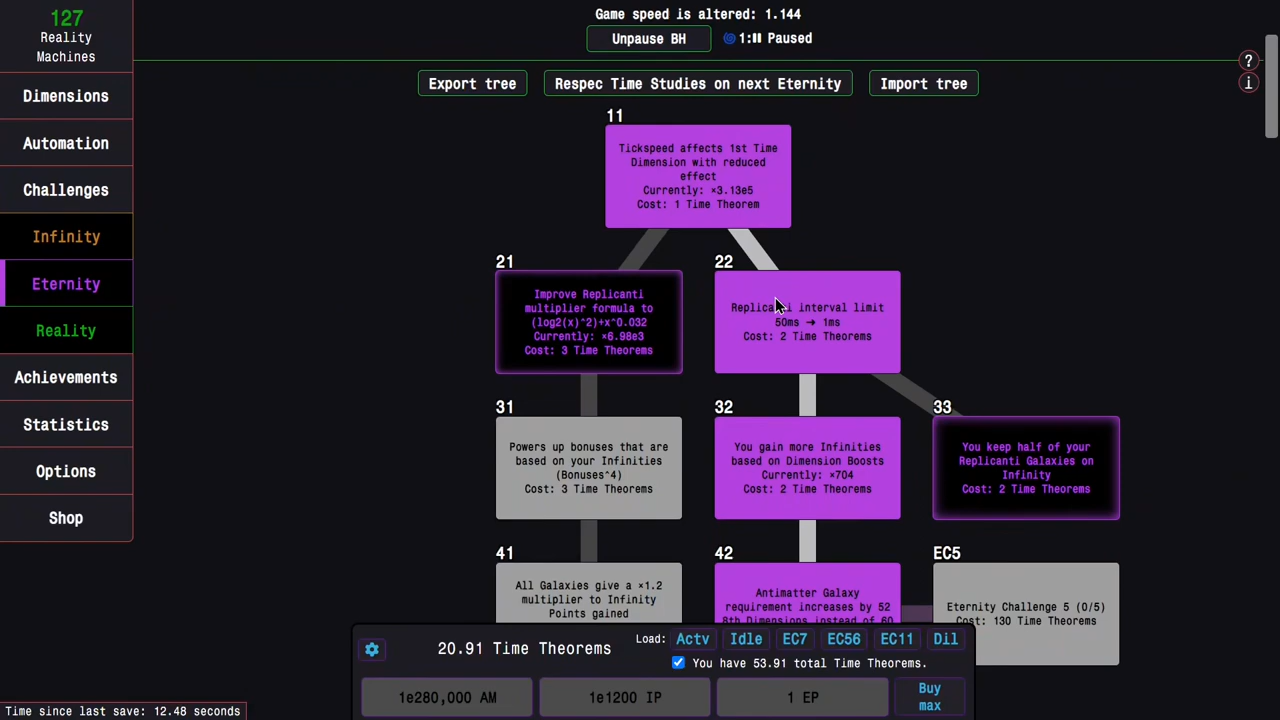 127
Reality
Machines
Dimensions
Automation
Challenges
Infinity
Eternity
Reality
Achievements
Statistics
Options
Shop
Time since last save: 12.48 seconds
Game speed is altered: 1.144
Unpause BH
1:❚❚ Paused
?
i
Export tree
Respec Time Studies on next Eternity
Import tree
11
Tickspeed affects 1st Time
Dimension with reduced
effect
Currently: ×3.13e5
Cost: 1 Time Theorem
21
Improve Replicanti
multiplier formula to
(log2(x)^2)+x^0.032
Currently: ×6.98e3
Cost: 3 Time Theorems
22
Replicanti interval limit
50ms → 1ms
Cost: 2 Time Theorems
31
Powers up bonuses that are
based on your Infinities
(Bonuses^4)
Cost: 3 Time Theorems
32
You gain more Infinities
based on Dimension Boosts
Currently: ×704
Cost: 2 Time Theorems
33
You keep half of your
Replicanti Galaxies on
Infinity
Cost: 2 Time Theorems
41
All Galaxies give a ×1.2
multiplier to Infinity
Points gained
42
Antimatter Galaxy
requirement increases by 52
8th Dimensions instead of 60
EC5
Eternity Challenge 5 (0/5)
Cost: 130 Time Theorems
20.91 Time Theorems
Load: Actv Idle EC7 EC56 EC11 Dil
You have 53.91 total Time Theorems.
1e280,000 AM
1e1200 IP
1 EP
Buy
max